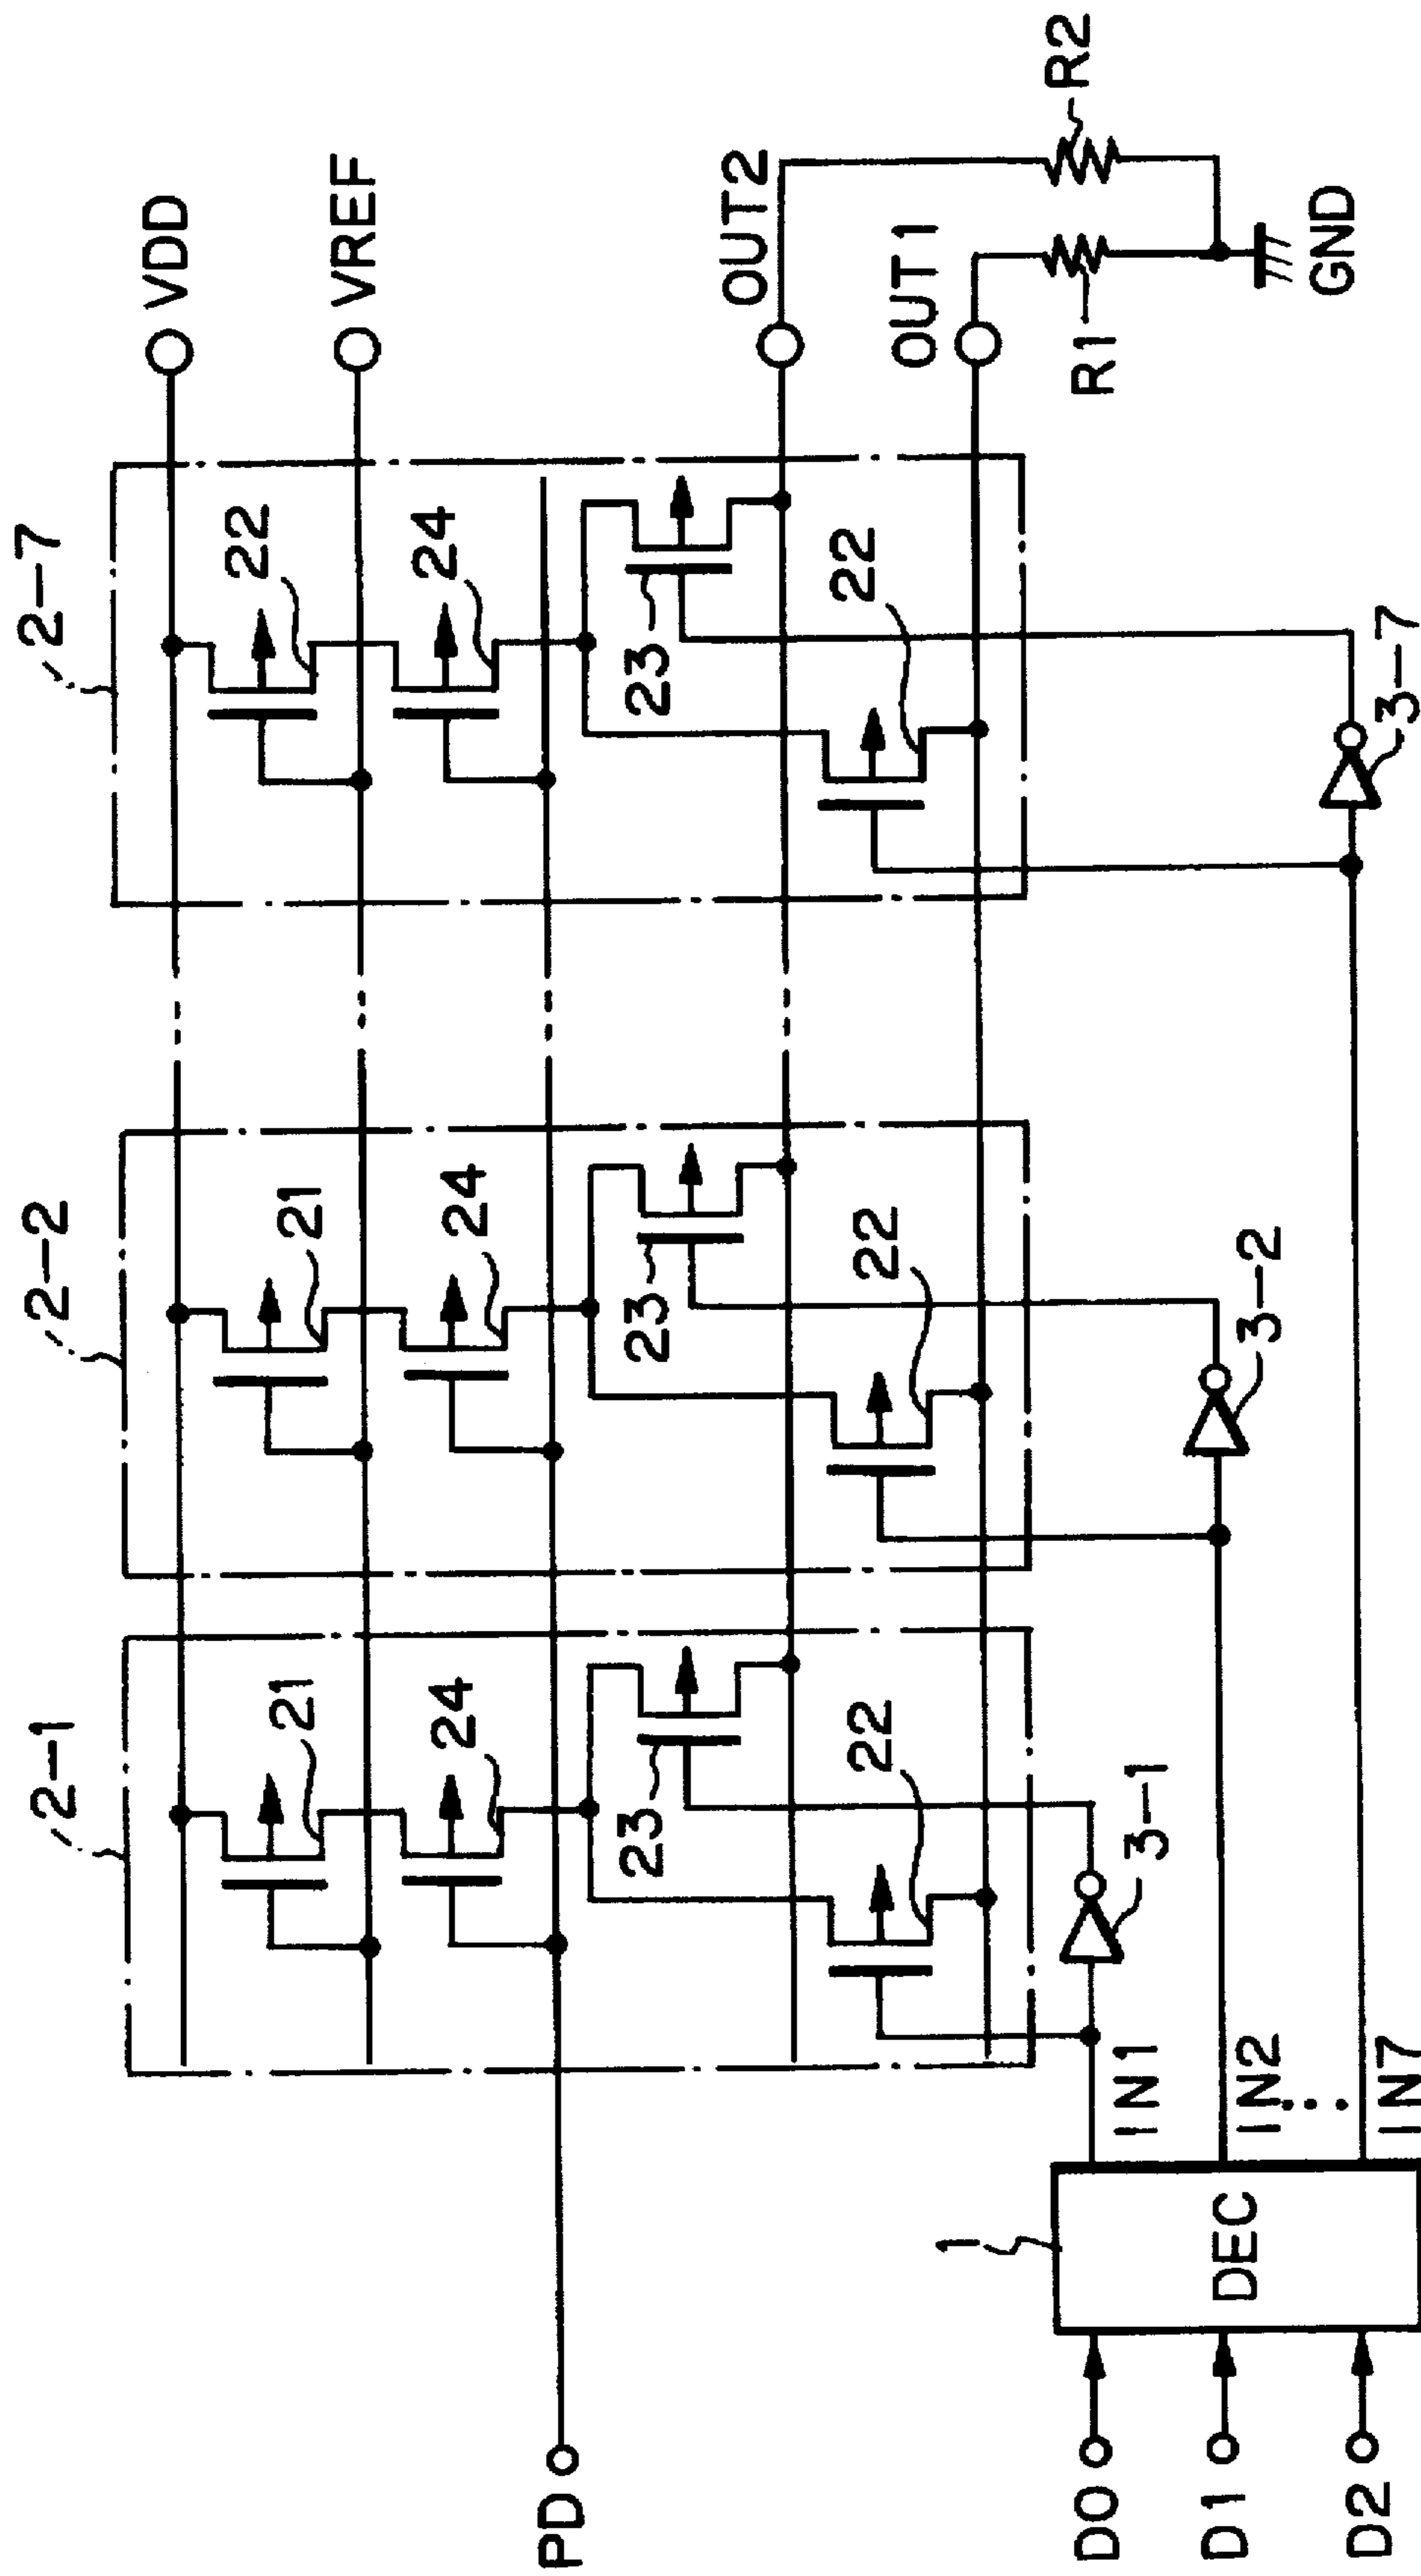 2-1
2-2
2-7
VDD
21
21
22
VREF
24
24
24
PD
23
23
23
OUT2
22
22
22
OUT1
R1
R2
GND
3-1
3-2
3-7
1
DEC
D0
D1
D2
IN1
IN2
IN7